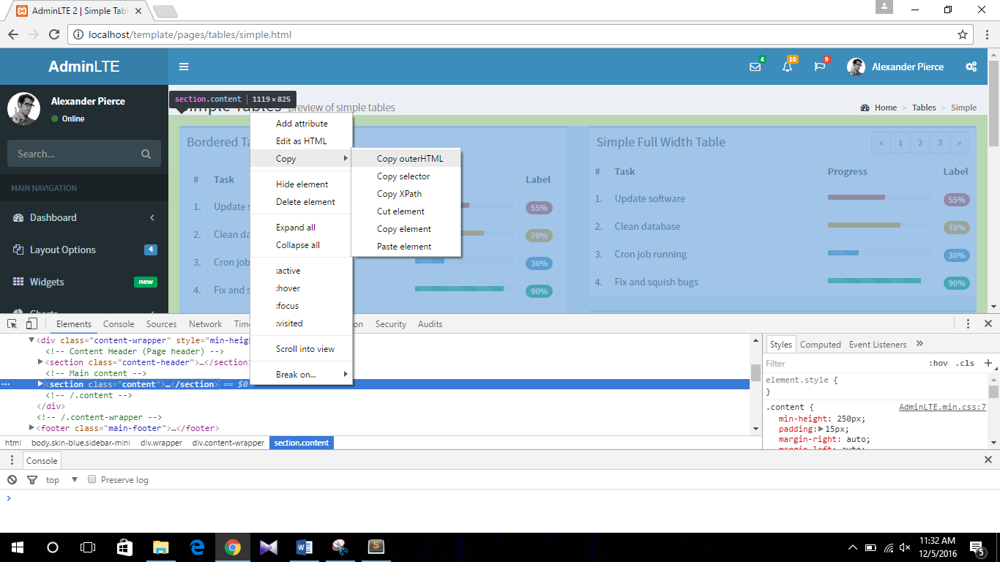 AdminLTE 2 | Simple Tabl
localhost/template/pages/tables/simple.html
AdminLTE
4
10
9
Alexander Pierce
Alexander Pierce
Online
Search...
MAIN NAVIGATION
Dashboard
Layout Options 4
Widgets new
Charts
section.content | 1119 × 825
Simple Tables preview of simple tables
Home > Tables > Simple
Bordered Ta
# Task Label
1. Update s 55%
2. Clean da 70%
3. Cron job 30%
4. Fix and s 90%
Simple Full Width Table
« 1 2 3 »
# Task Progress Label
1. Update software 55%
2. Clean database 70%
3. Cron job running 30%
4. Fix and squish bugs 90%
Add attribute
Edit as HTML
Copy
Hide element
Delete element
Expand all
Collapse all
:active
:hover
:focus
:visited
Scroll into view
Break on...
Copy outerHTML
Copy selector
Copy XPath
Cut element
Copy element
Paste element
Elements Console Sources Network Time on Security Audits
<div class="content-wrapper" style="min-heig
<!-- Content Header (Page header) -->
<section class="content-header">…</section
<!-- Main content -->
<section class="content">…</section> == $0
<!-- /.content -->
</div>
<!-- /.content-wrapper -->
<footer class="main-footer">…</footer>
html body.skin-blue.sidebar-mini div.wrapper div.content-wrapper section.content
Styles Computed Event Listeners »
Filter :hov .cls +
element.style {
}
.content { AdminLTE.min.css:7
min-height: 250px;
padding: 15px;
margin-right: auto;
margin-left: auto;
Console
top Preserve log
11:32 AM
12/5/2016
5